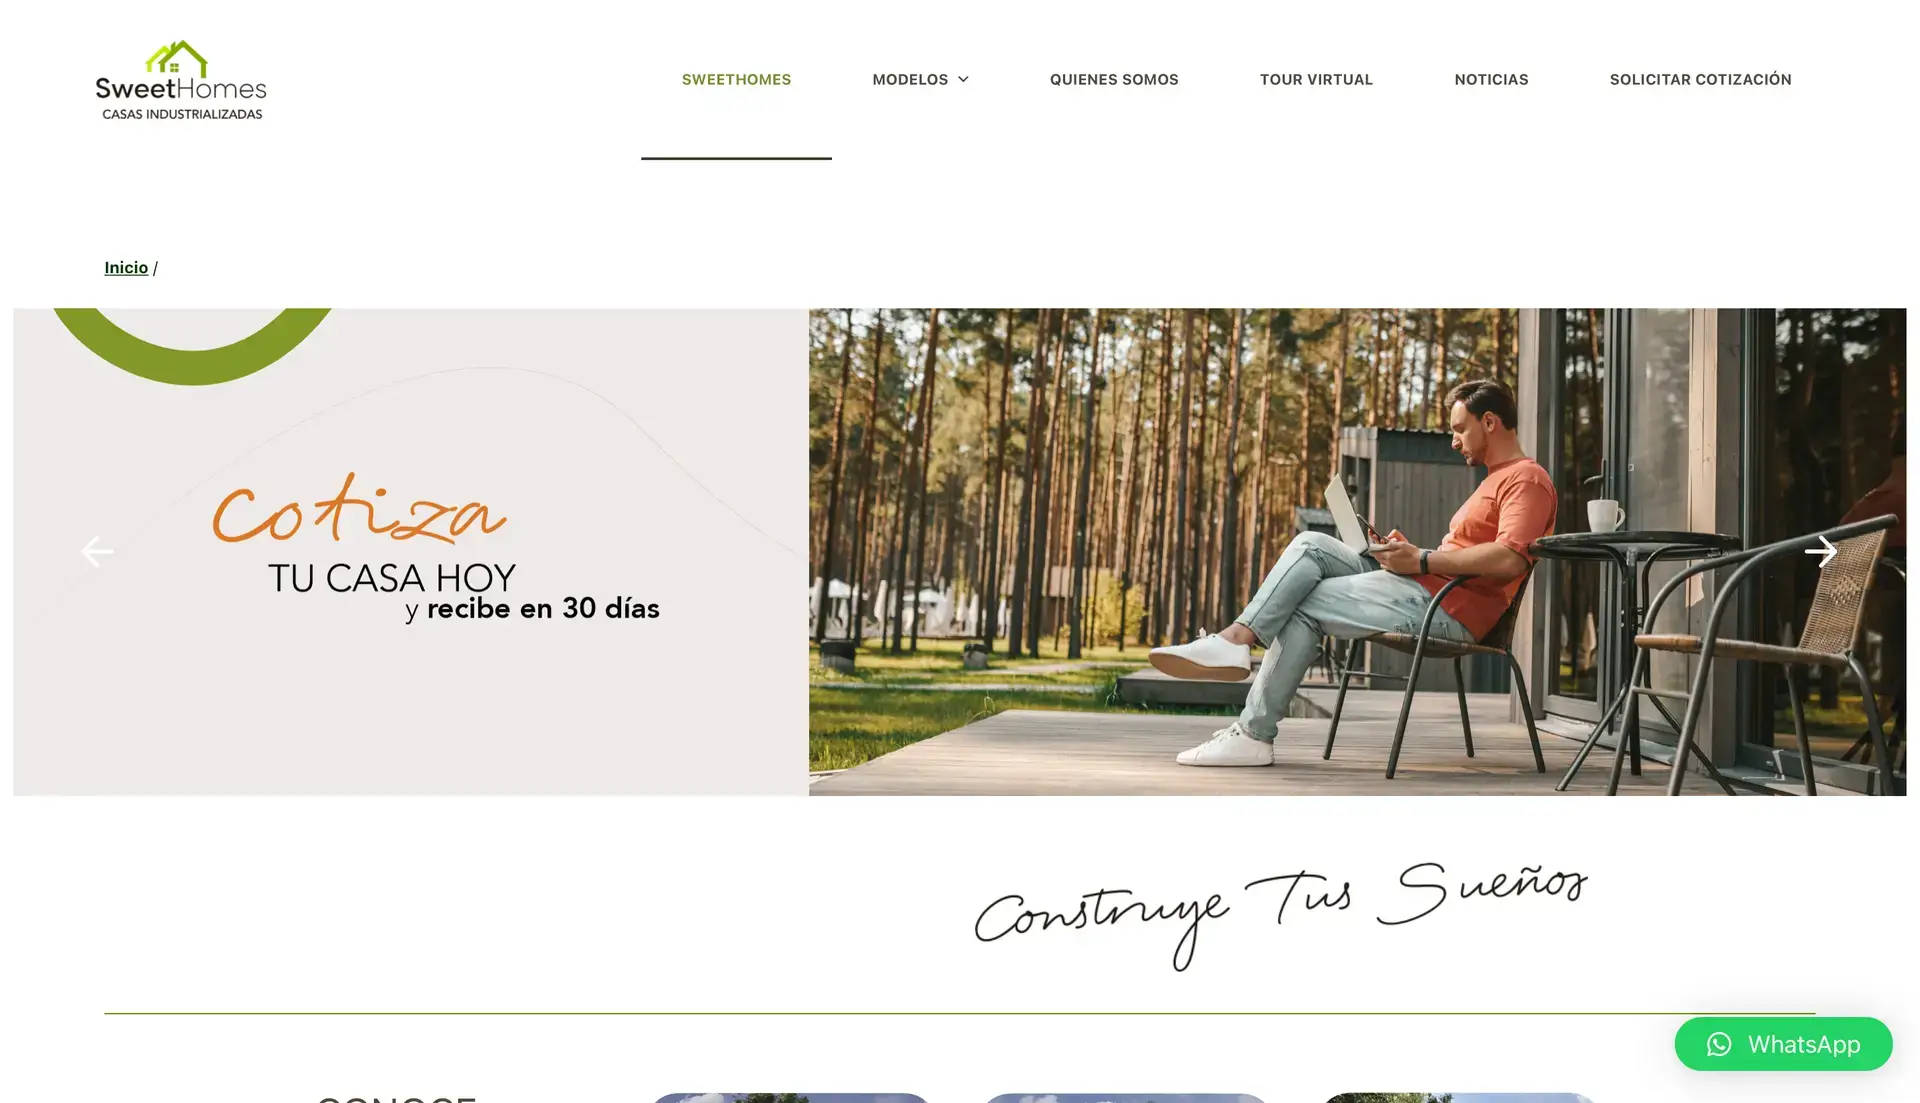 SweetHomes
CASAS INDUSTRIALIZADAS
SWEETHOMES
MODELOS
QUIENES SOMOS
TOUR VIRTUAL
NOTICIAS
SOLICITAR COTIZACIÓN
Inicio /
Cotiza
TU CASA HOY
y recibe en 30 días
Construye Tus Sueños
WhatsApp
CONOCE